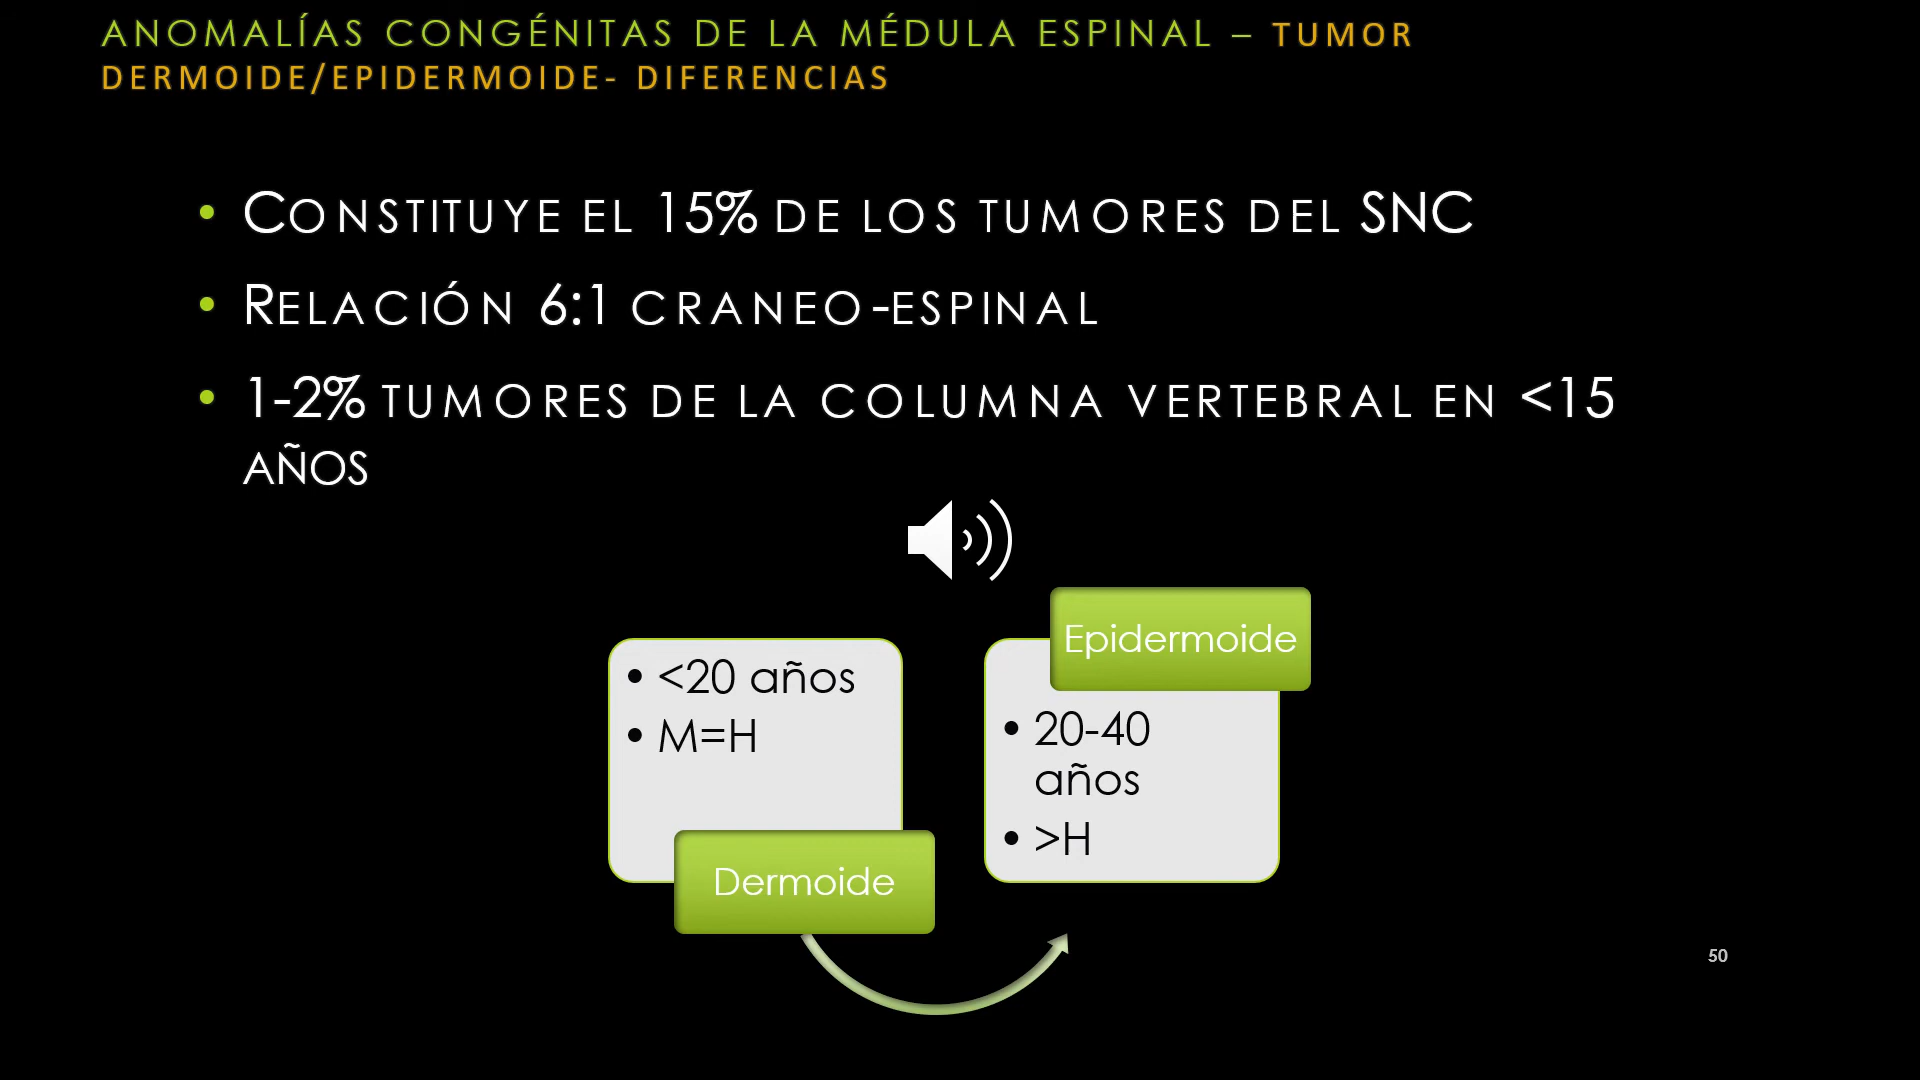 ANOMALÍAS CONGÉNITAS DE LA MÉDULA ESPINAL – TUMOR
DERMOIDE/EPIDERMOIDE- DIFERENCIAS
• CONSTITUYE EL 15% DE LOS TUMORES DEL SNC
• RELACIÓN 6:1 CRANEO-ESPINAL
• 1-2% TUMORES DE LA COLUMNA VERTEBRAL EN <15
AÑOS
• <20 años
• M=H
Dermoide
Epidermoide
• 20-40
años
• >H
50